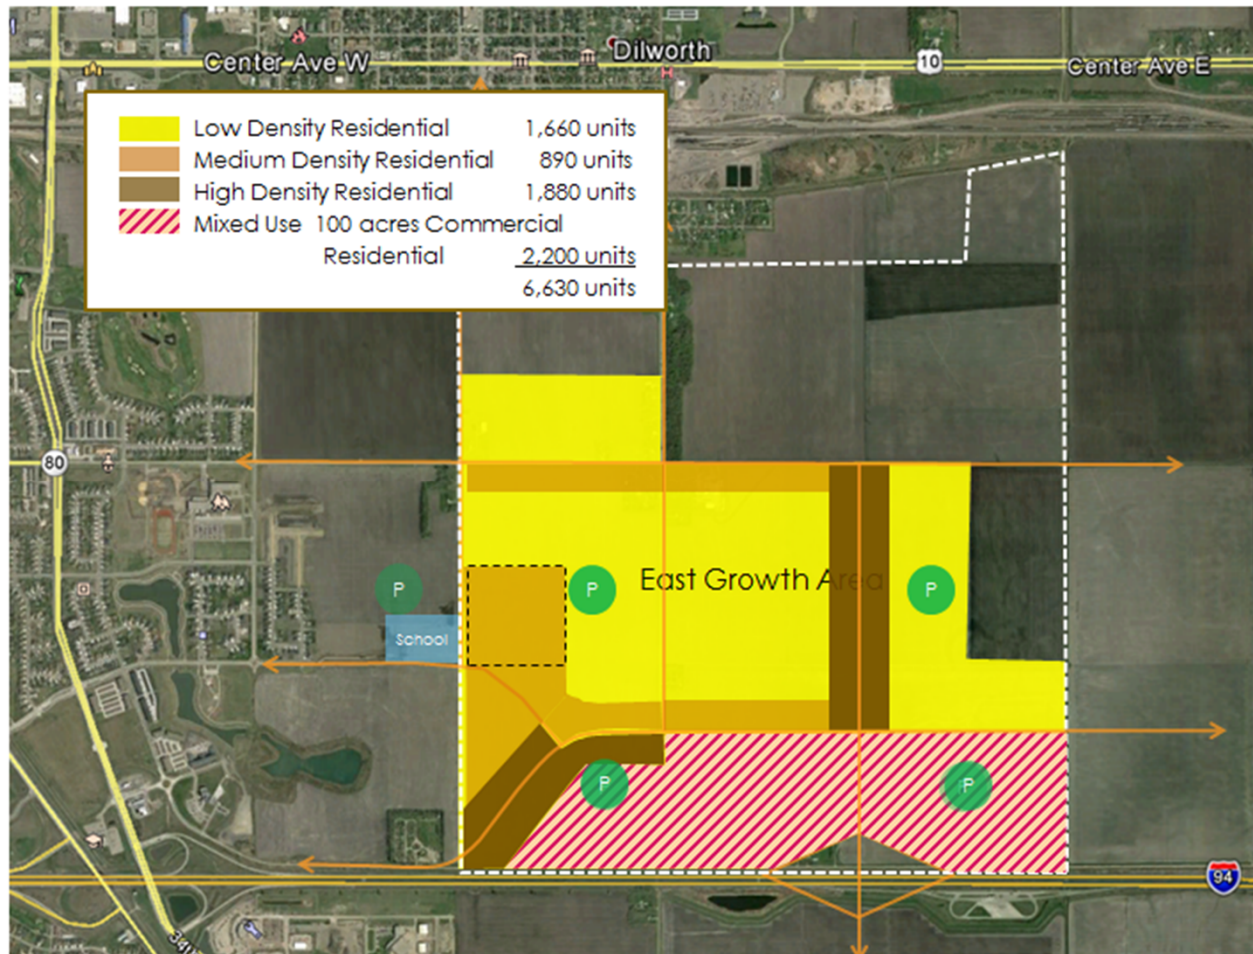 Center Ave W
Dilworth
10
Center Ave E
Low Density Residential 1,660 units
Medium Density Residential 890 units
High Density Residential 1,880 units
Mixed Use 100 acres Commercial
Residential 2,200 units
6,630 units
80
P
P
East Growth Area
P
School
P
P
94